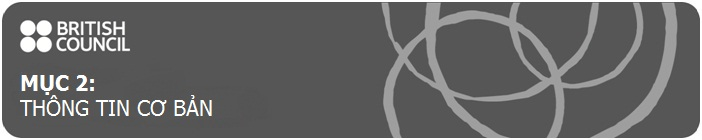 BRITISH
COUNCIL
MỤC 2:
THÔNG TIN CƠ BẢN